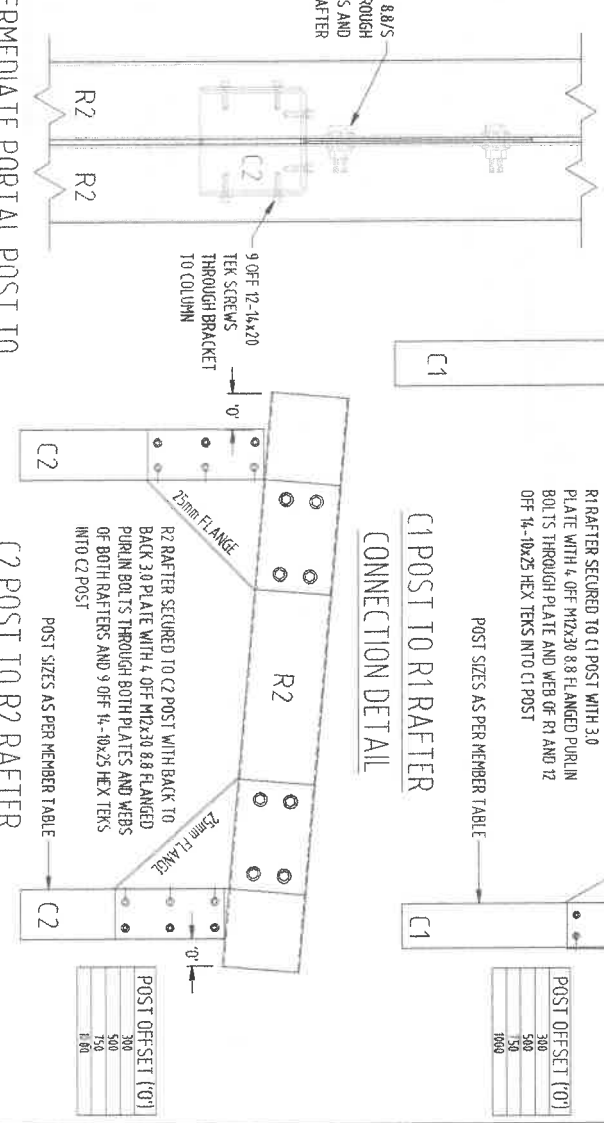 8.8/S
ROUGH
S AND
AFTER
R2
R2
C2
9 OFF 12-14x20
TEK SCREWS
THROUGH BRACKET
TO COLUMN
ERMEDIATE PORTAL POST TO
C1
R1 RAFTER SECURED TO C1 POST WITH 3.0
PLATE WITH 4 OFF M12x30 8.8 FLANGED PURLIN
BOLTS THROUGH PLATE AND WEB OF R1 AND 12
OFF 14-10x25 HEX TEKS INTO C1 POST
POST SIZES AS PER MEMBER TABLE
C1
C1 POST TO R1 RAFTER
CONNECTION DETAIL
POST OFFSET ('O')
300
500
750
1000
'O'
R2
25mm FLANGE
25mm FLANGE
C2
C2
'O'
R2 RAFTER SECURED TO C2 POST WITH BACK TO
BACK 3.0 PLATE WITH 4 OFF M12x30 8.8 FLANGED
PURLIN BOLTS THROUGH BOTH PLATES AND WEBS
OF BOTH RAFTERS AND 9 OFF 14-10x25 HEX TEKS
INTO C2 POST
POST SIZES AS PER MEMBER TABLE
POST OFFSET ('O')
300
500
750
1000
C2 POST TO R2 RAFTER